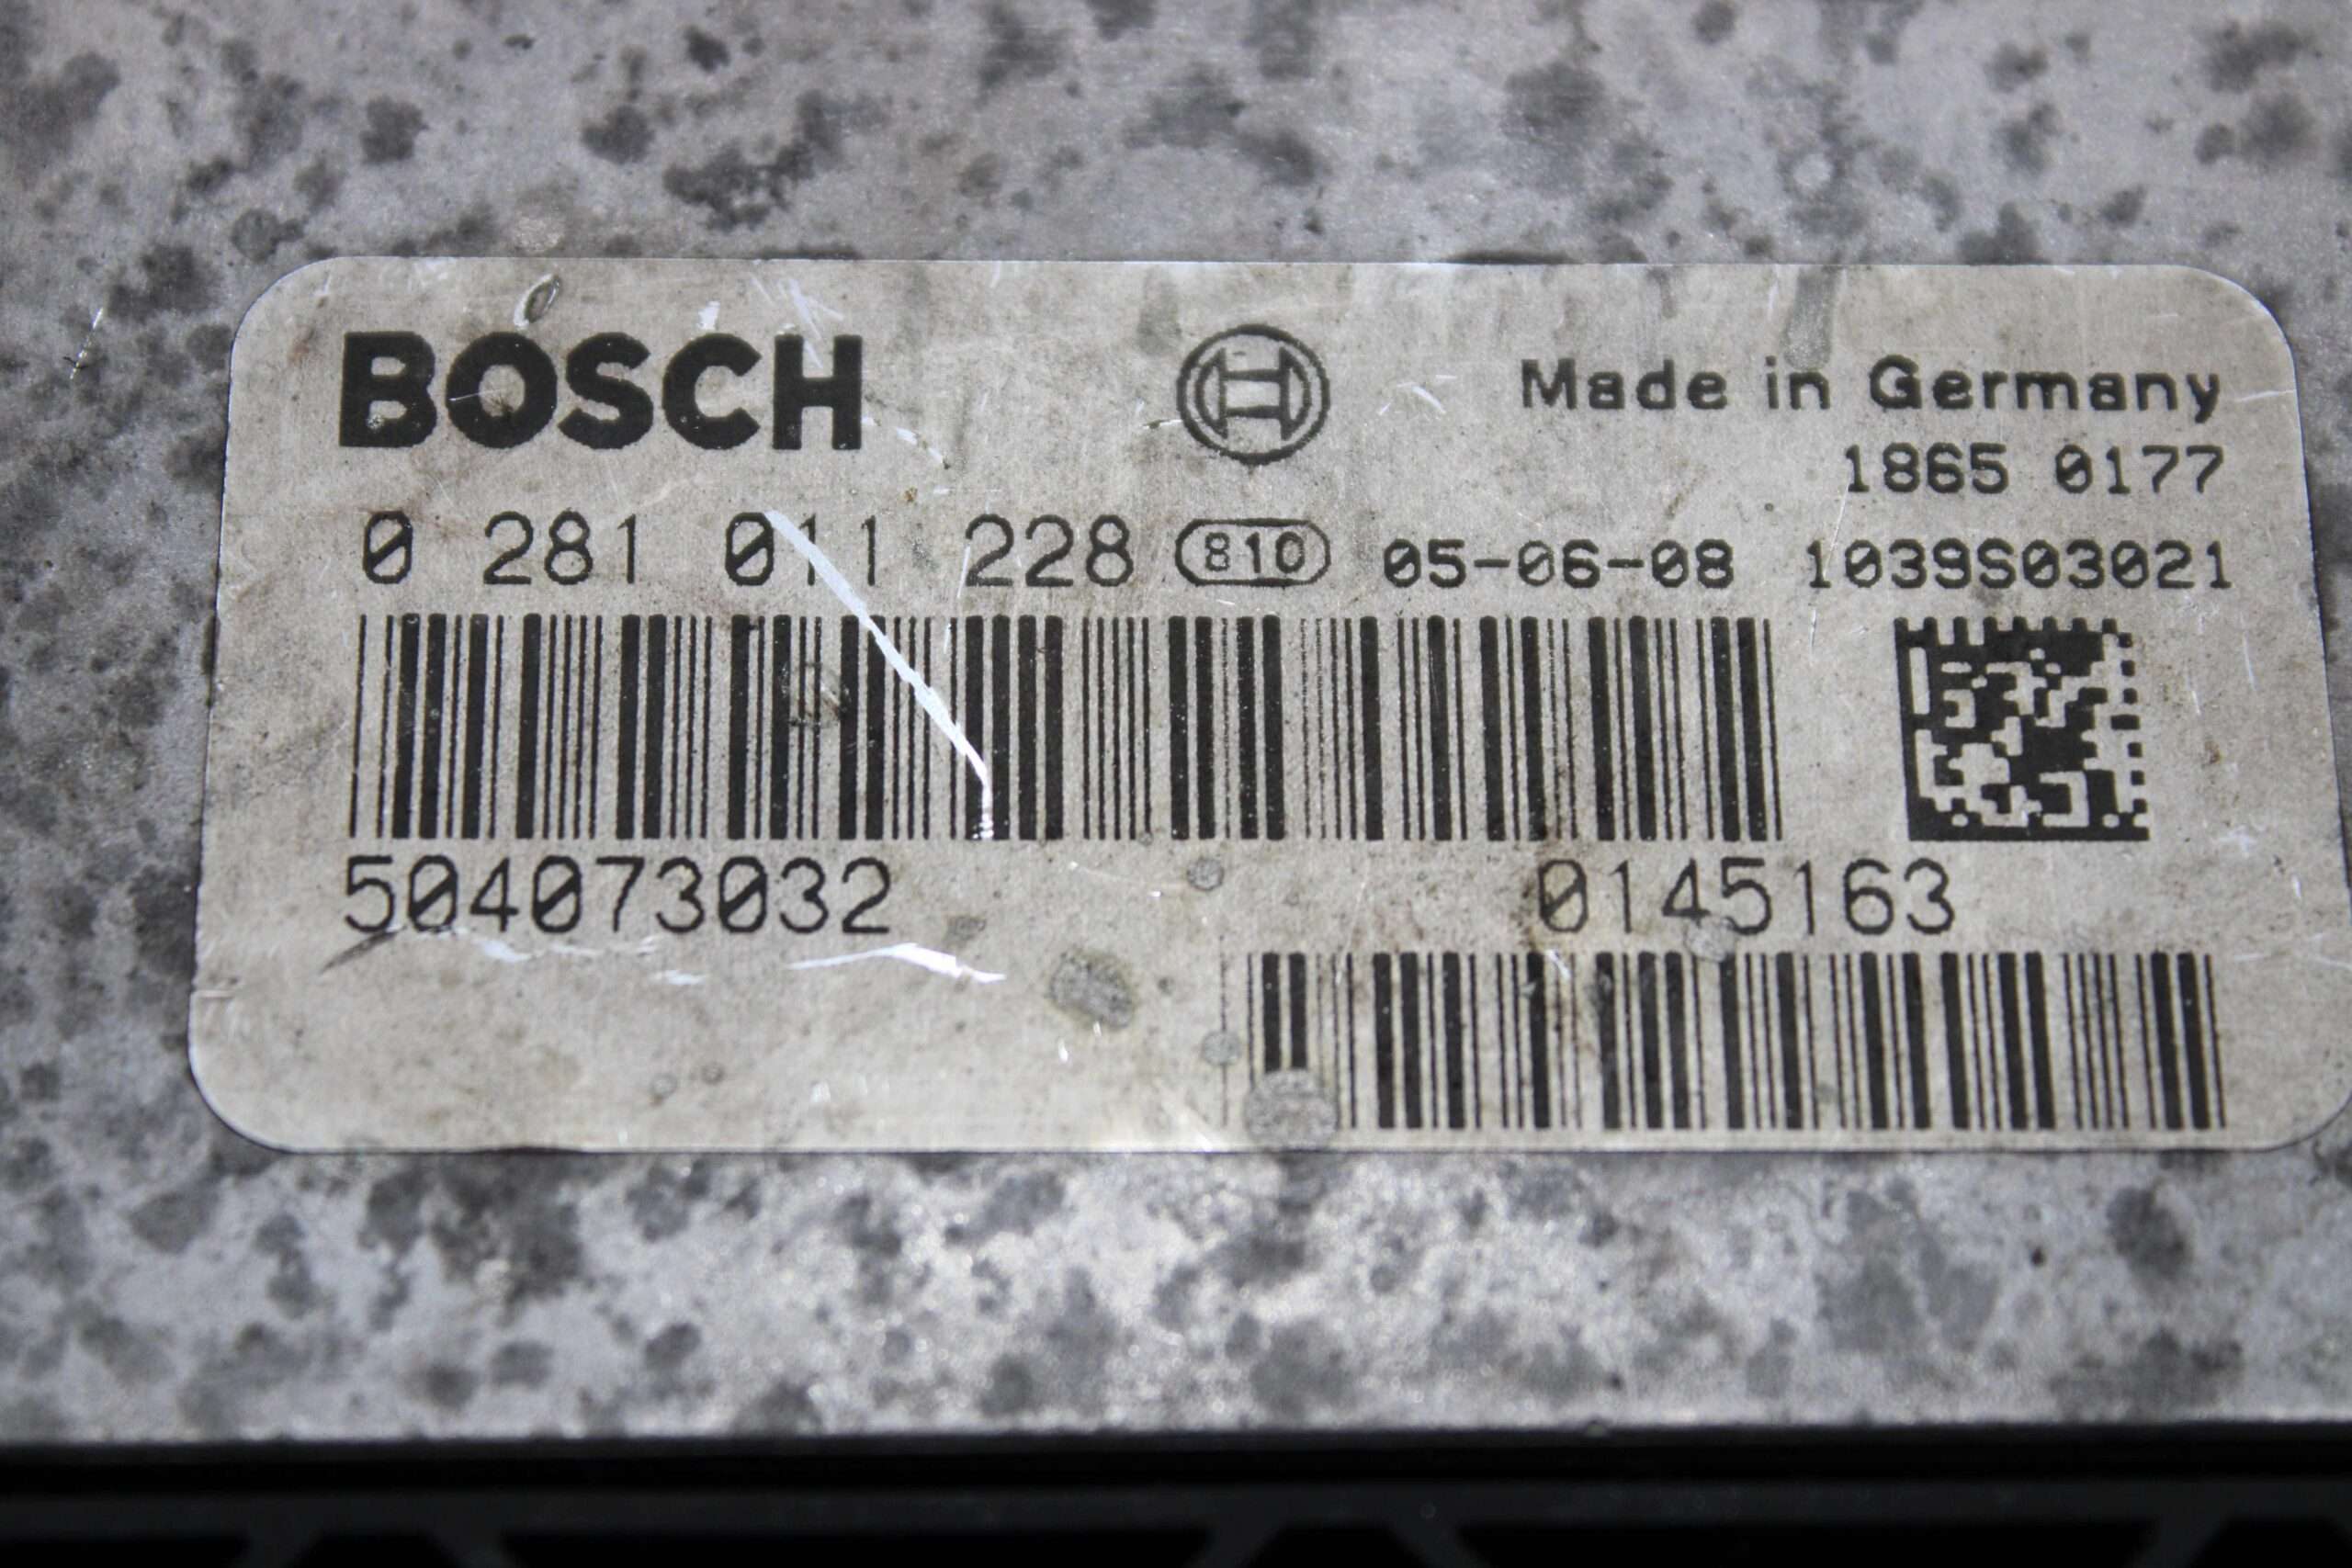 BOSCH Made in Germany
1865 0177
0 281 011 228 810 05-06-08 1039S03021
504073032 0145163